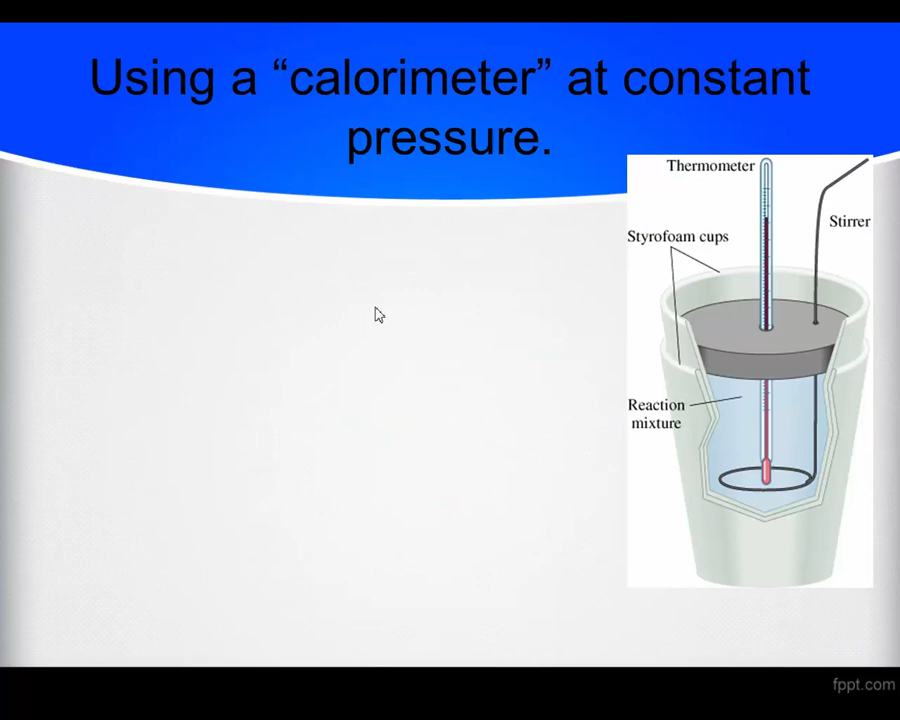 Using a “calorimeter” at constant
pressure.
Thermometer
Stirrer
Styrofoam cups
Reaction
mixture
fppt.com